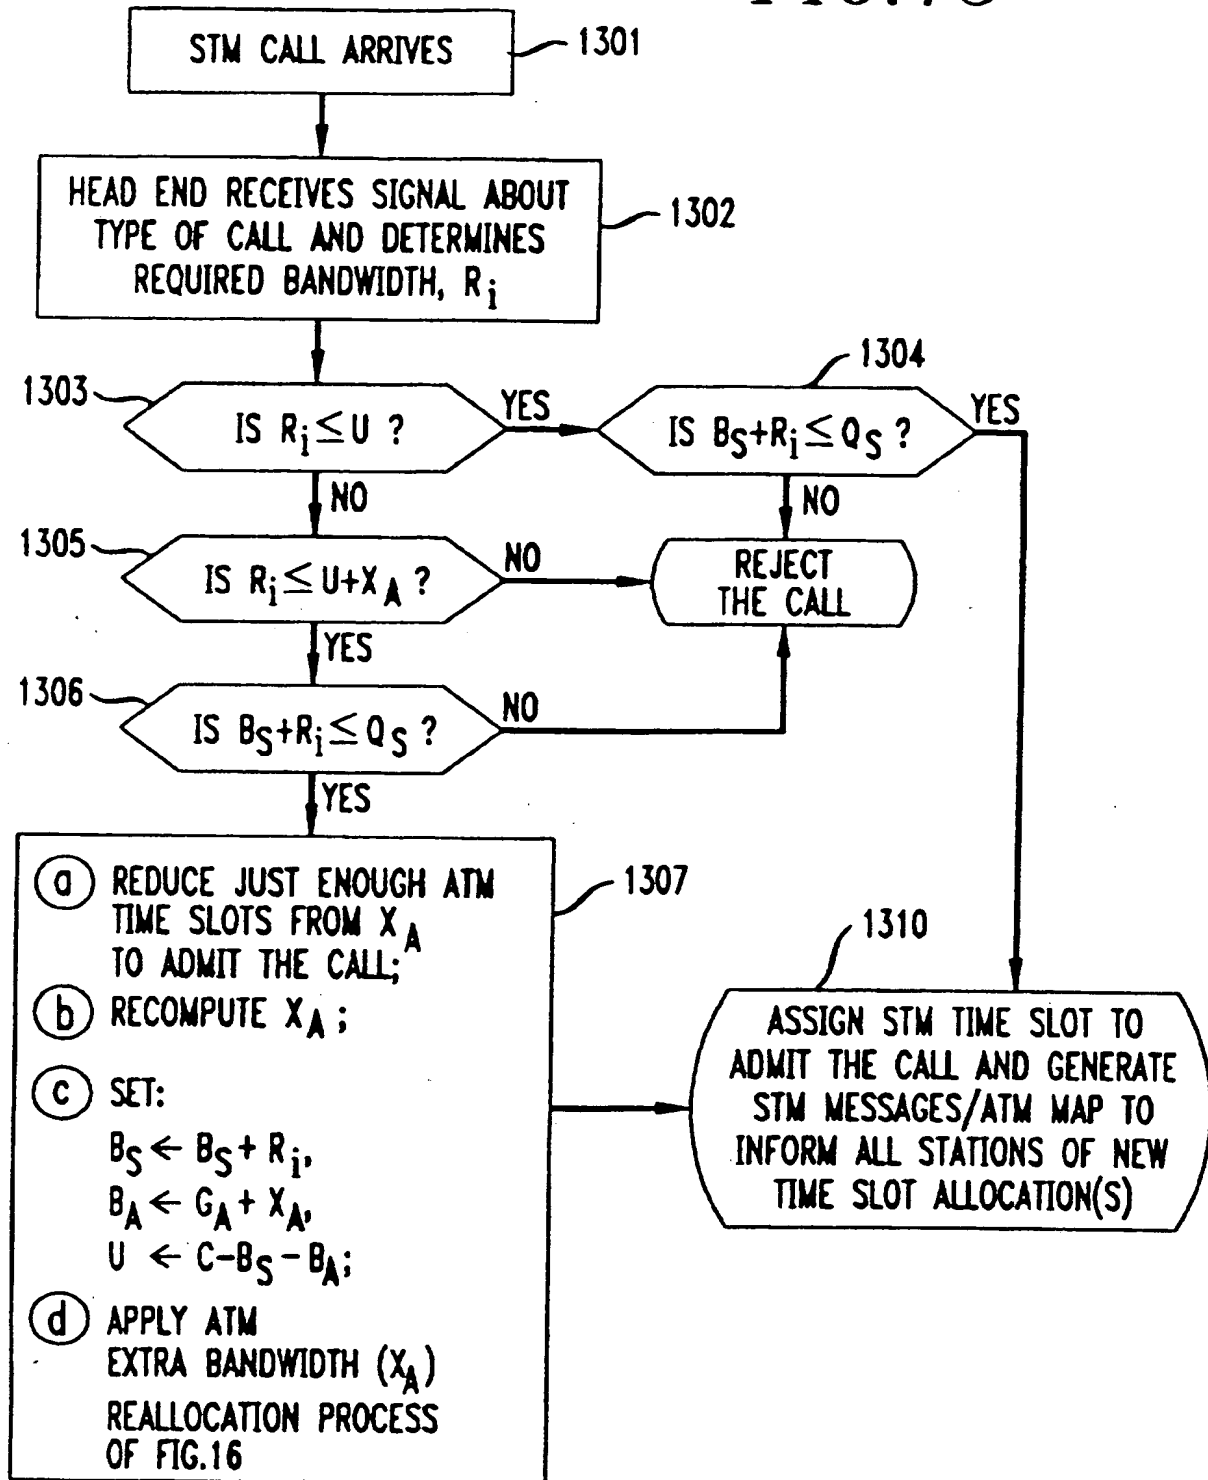 STM CALL ARRIVES
1301
HEAD END RECEIVES SIGNAL ABOUT
TYPE OF CALL AND DETERMINES
REQUIRED BANDWIDTH, Ri
1302
1303
IS Ri ≤ U ?
YES
1304
IS BS+Ri ≤ QS ?
YES
NO
NO
1305
IS Ri ≤ U+XA ?
NO
REJECT
THE CALL
YES
1306
IS BS+Ri ≤ QS ?
NO
YES
1307
a REDUCE JUST ENOUGH ATM
TIME SLOTS FROM XA
TO ADMIT THE CALL;
b RECOMPUTE XA ;
c SET:
BS ← BS + Ri,
BA ← GA + XA,
U ← C-BS - BA;
d APPLY ATM
EXTRA BANDWIDTH (XA)
REALLOCATION PROCESS
OF FIG.16
1310
ASSIGN STM TIME SLOT TO
ADMIT THE CALL AND GENERATE
STM MESSAGES/ATM MAP TO
INFORM ALL STATIONS OF NEW
TIME SLOT ALLOCATION(S)